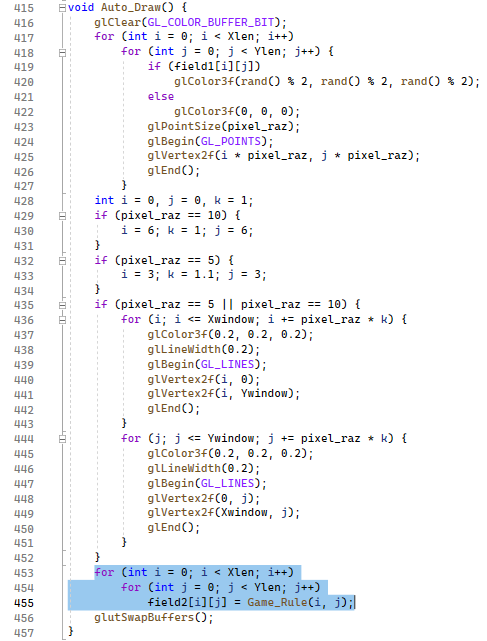 415 void Auto_Draw() {
416 glClear(GL_COLOR_BUFFER_BIT);
417 for (int i = 0; i < Xlen; i++)
418 for (int j = 0; j < Ylen; j++) {
419 if (field1[i][j])
420 glColor3f(rand() % 2, rand() % 2, rand() % 2);
421 else
422 glColor3f(0, 0, 0);
423 glPointSize(pixel_raz);
424 glBegin(GL_POINTS);
425 glVertex2f(i * pixel_raz, j * pixel_raz);
426 glEnd();
427 }
428 int i = 0, j = 0, k = 1;
429 if (pixel_raz == 10) {
430 i = 6; k = 1; j = 6;
431 }
432 if (pixel_raz == 5) {
433 i = 3; k = 1.1; j = 3;
434 }
435 if (pixel_raz == 5 || pixel_raz == 10) {
436 for (i; i <= Xwindow; i += pixel_raz * k) {
437 glColor3f(0.2, 0.2, 0.2);
438 glLineWidth(0.2);
439 glBegin(GL_LINES);
440 glVertex2f(i, 0);
441 glVertex2f(i, Ywindow);
442 glEnd();
443 }
444 for (j; j <= Ywindow; j += pixel_raz * k) {
445 glColor3f(0.2, 0.2, 0.2);
446 glLineWidth(0.2);
447 glBegin(GL_LINES);
448 glVertex2f(0, j);
449 glVertex2f(Xwindow, j);
450 glEnd();
451 }
452 }
453 for (int i = 0; i < Xlen; i++)
454 for (int j = 0; j < Ylen; j++)
455 field2[i][j] = Game_Rule(i, j);
456 glutSwapBuffers();
457 }